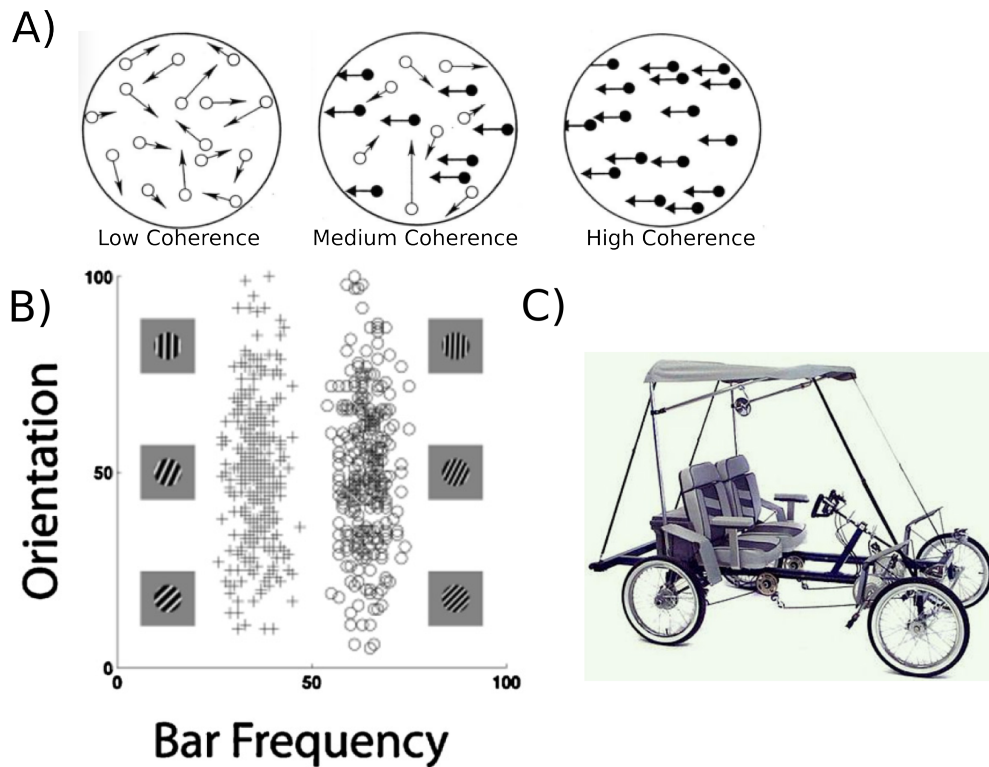 A)
Low Coherence
Medium Coherence
High Coherence
B)
C)
100
50
0
0
50
100
Orientation
Bar Frequency